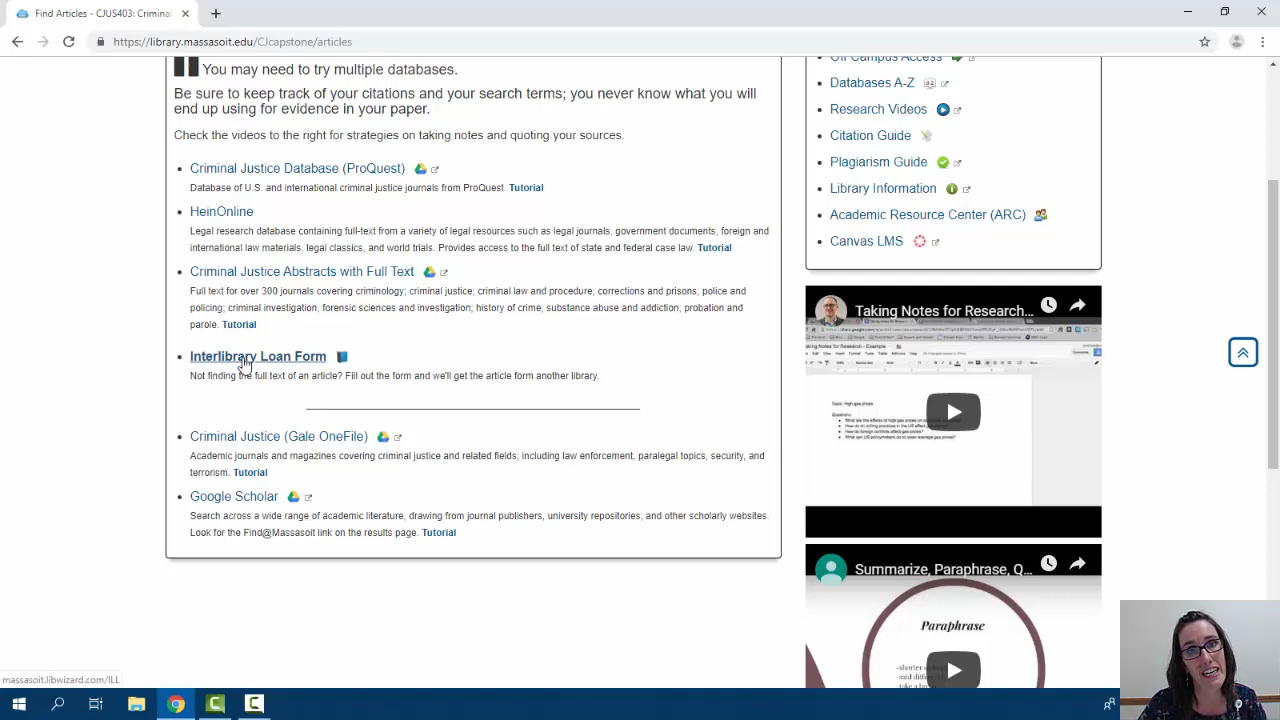 Find Articles - CJUS403: Criminal
https://library.massasoit.edu/CJcapstone/articles
You may need to try multiple databases.
Be sure to keep track of your citations and your search terms; you never know what you will
end up using for evidence in your paper.
Check the videos to the right for strategies on taking notes and quoting your sources.
Criminal Justice Database (ProQuest)
Database of U.S. and international criminal justice journals from ProQuest. Tutorial
HeinOnline
Legal research database containing full-text from a variety of legal resources such as legal journals, government documents, foreign and
international law materials, legal classics, and world trials. Provides access to the full text of state and federal case law. Tutorial
Criminal Justice Abstracts with Full Text
Full text for over 300 journals covering criminology; criminal justice; criminal law and procedure; corrections and prisons; police and
policing; criminal investigation; forensic sciences and investigation; history of crime; substance abuse and addiction; probation and
parole. Tutorial
Interlibrary Loan Form
Not finding the full text of an article? Fill out the form and we'll get the article form another library.
Criminal Justice (Gale OneFile)
Academic journals and magazines covering criminal justice and related fields; including law enforcement, paralegal topics, security, and
terrorism. Tutorial
Google Scholar
Search across a wide range of academic literature, drawing from journal publishers, university repositories, and other scholarly websites.
Look for the Find@Massasoit link on the results page. Tutorial
Off Campus Access
Databases A-Z
Research Videos
Citation Guide
Plagiarism Guide
Library Information
Academic Resource Center (ARC)
Canvas LMS
Taking Notes for Research...
Topic: High gas prices
Questions:
Summarize, Paraphrase, Q...
Paraphrase
massasoit.libwizard.com/ILL